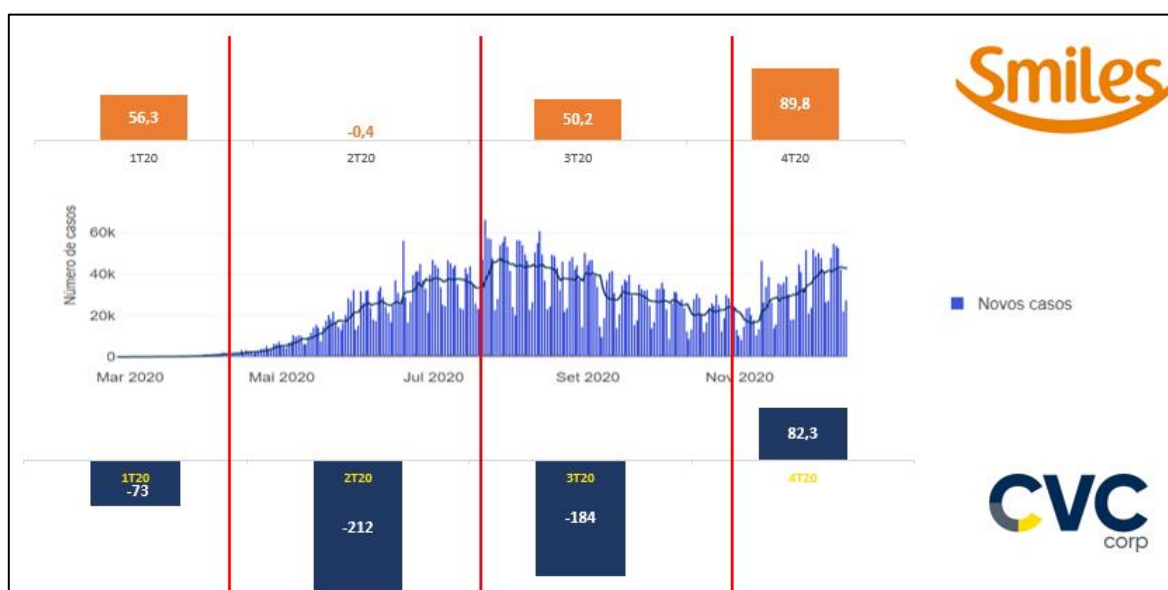 Smiles
56,3
-0,4
50,2
89,8
1T20
2T20
3T20
4T20
Número de casos
60k
40k
20k
0
Mar 2020
Mai 2020
Jul 2020
Set 2020
Nov 2020
Novos casos
82,3
1T20
2T20
3T20
4T20
-73
-212
-184
CVC
corp